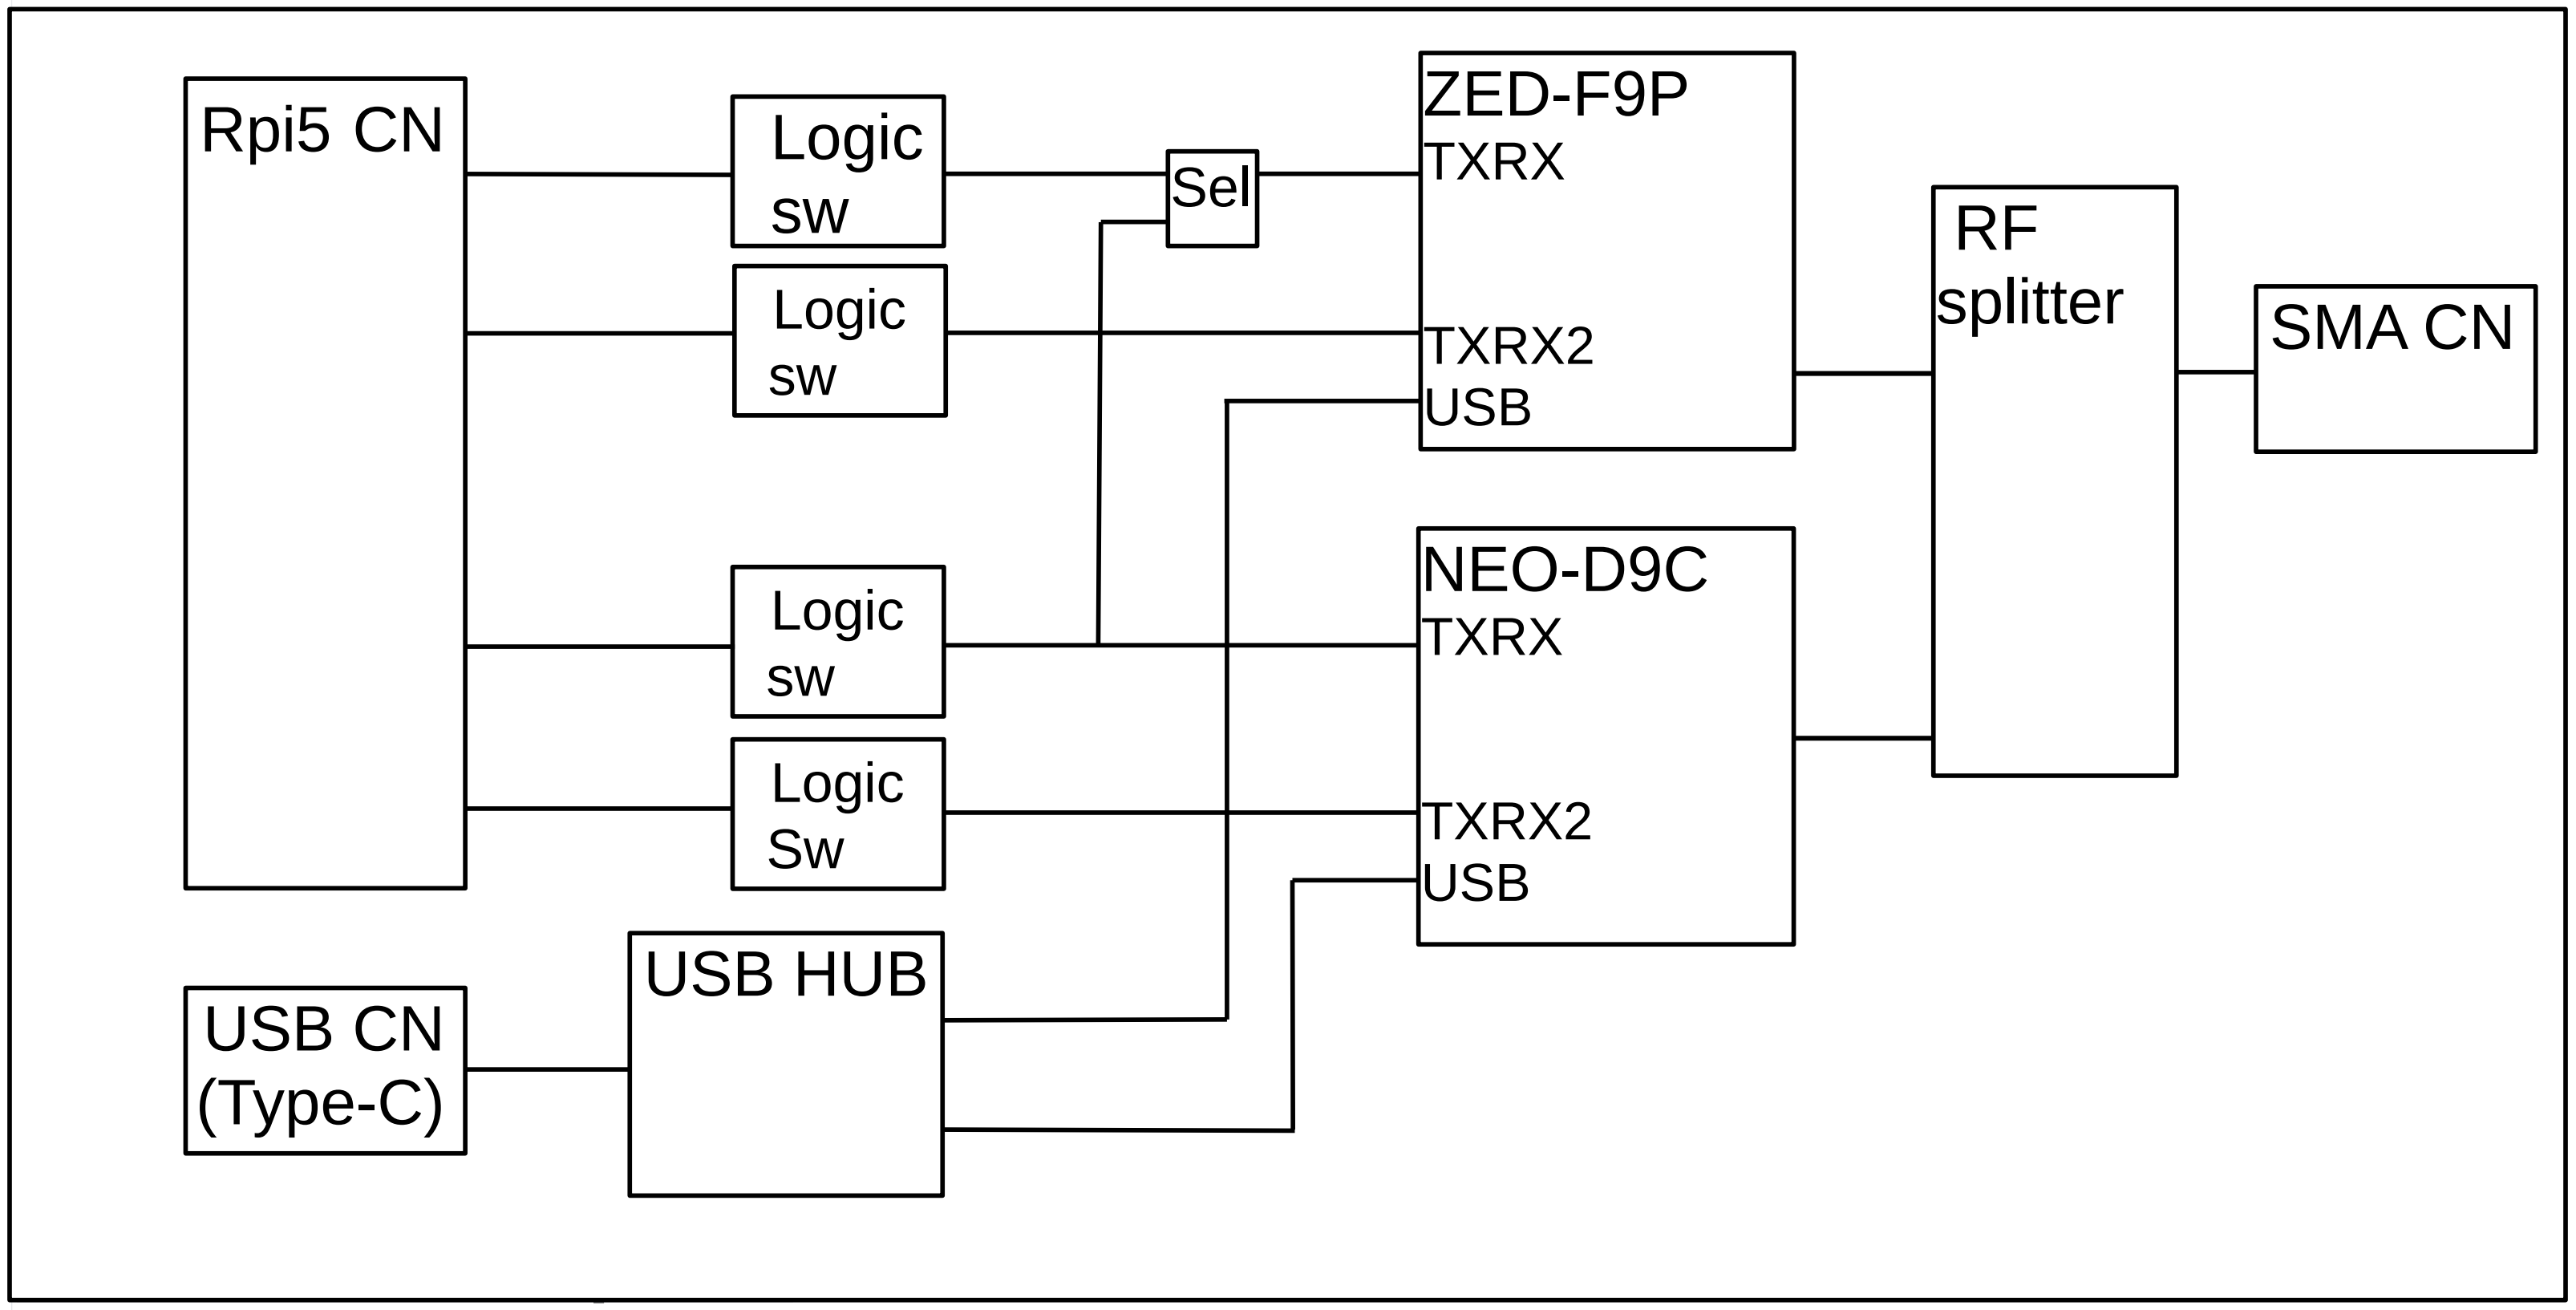 Rpi5 CN
Logic
sw
Logic
sw
Logic
sw
Logic
Sw
Sel
ZED-F9P
TXRX
TXRX2
USB
NEO-D9C
TXRX
TXRX2
USB
RF
splitter
SMA CN
USB CN
(Type-C)
USB HUB